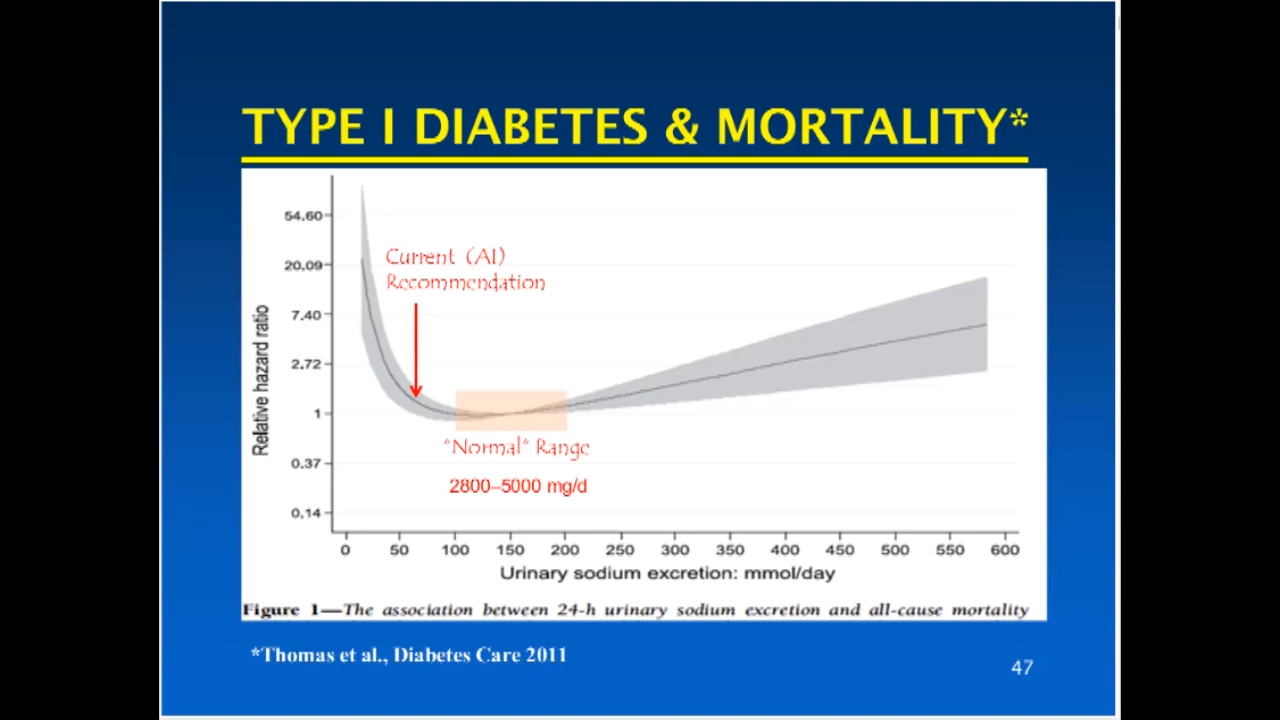 TYPE I DIABETES & MORTALITY*
54.60
20.09
7.40
2.72
1
0.37
0.14
Relative hazard ratio
Current (AI)
Recommendation
"Normal" Range
2800–5000 mg/d
0 50 100 150 200 250 300 350 400 450 500 550 600
Urinary sodium excretion: mmol/day
Figure 1—The association between 24-h urinary sodium excretion and all-cause mortality
*Thomas et al., Diabetes Care 2011
47